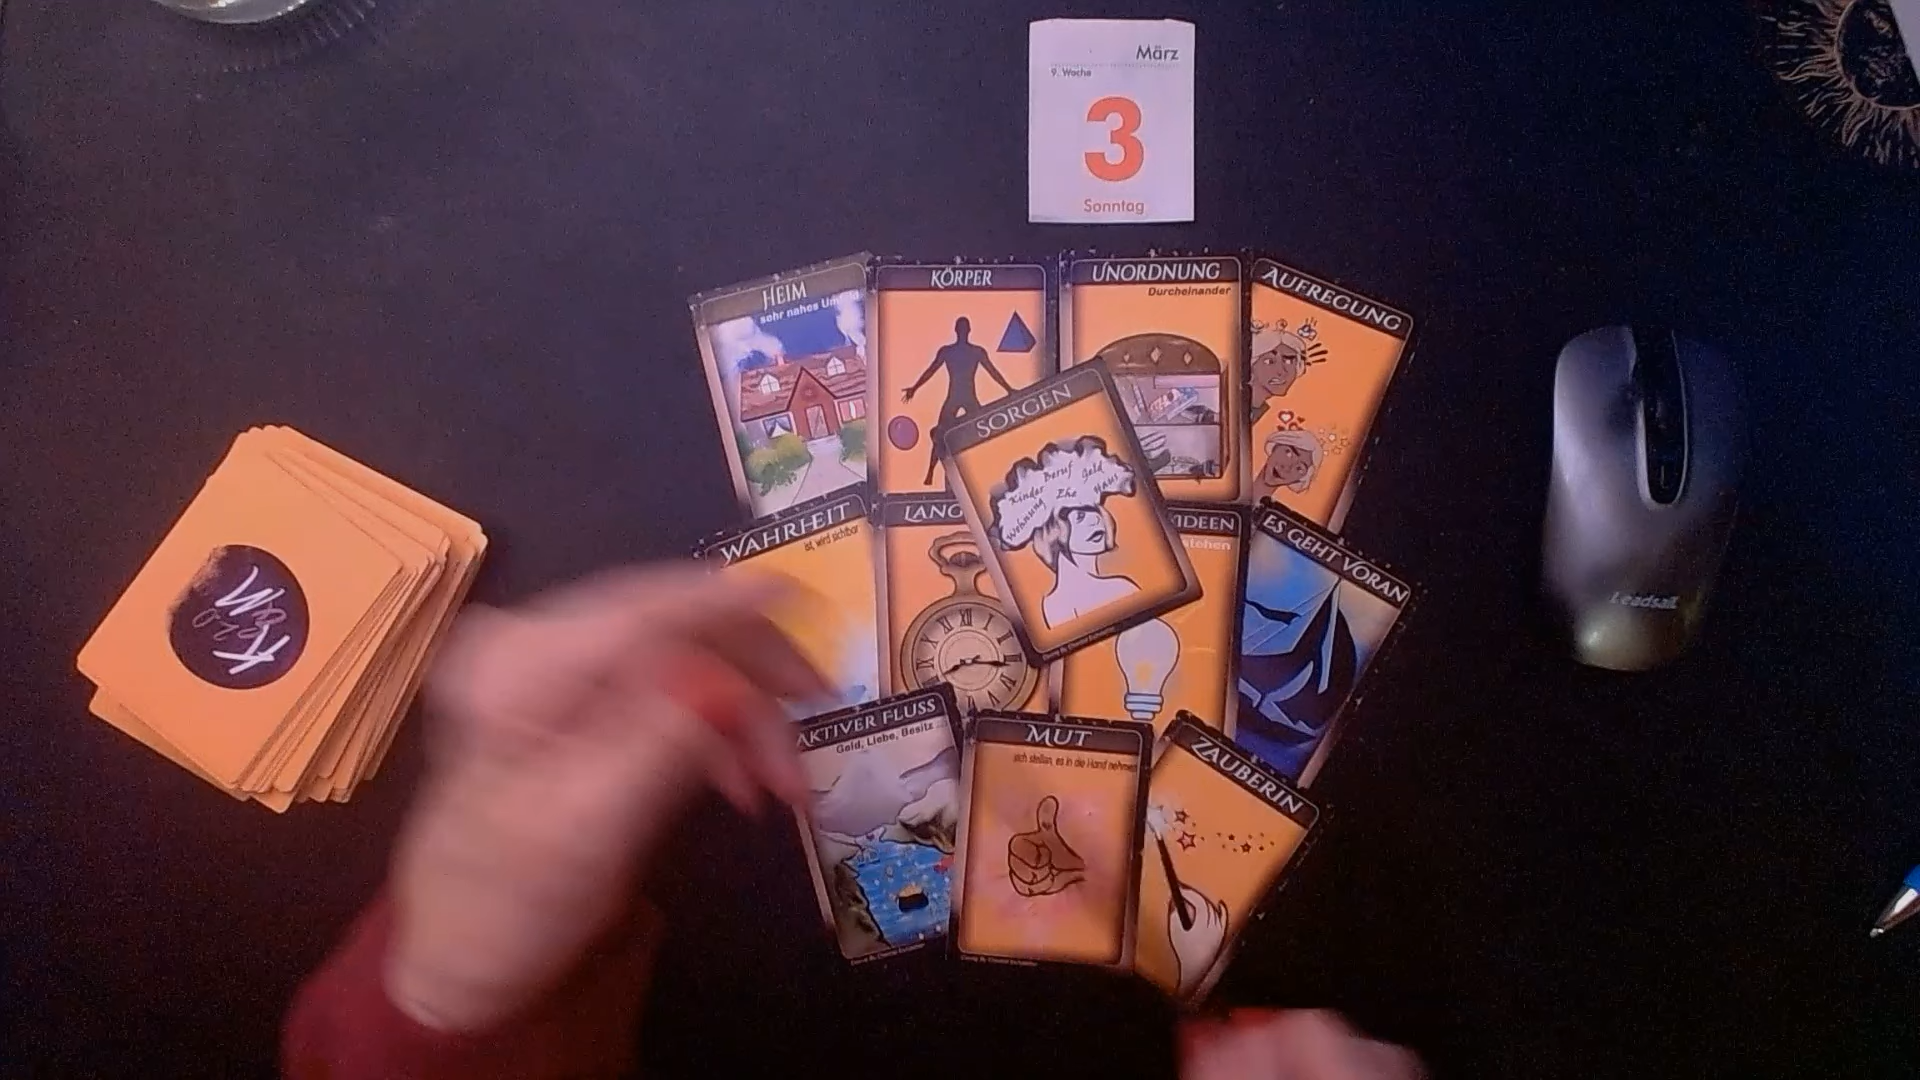 März
9. Woche
3
Sonntag
HEIM
sehr nahes
KÖRPER
UNORDNUNG
Durcheinander
AUFREGUNG
SORGEN
Kinder Beruf Geld
Wohnung Ehe HAUS
WAHRHEIT
ist, wird sichtbar
LANG
IDEEN
stehen
ES GEHT VORAN
AKTIVER FLUSS
Geld, Liebe, Besitz ...
MUT
sich stellen, es in die Hand nehmen
ZAUBERIN
Leadsail